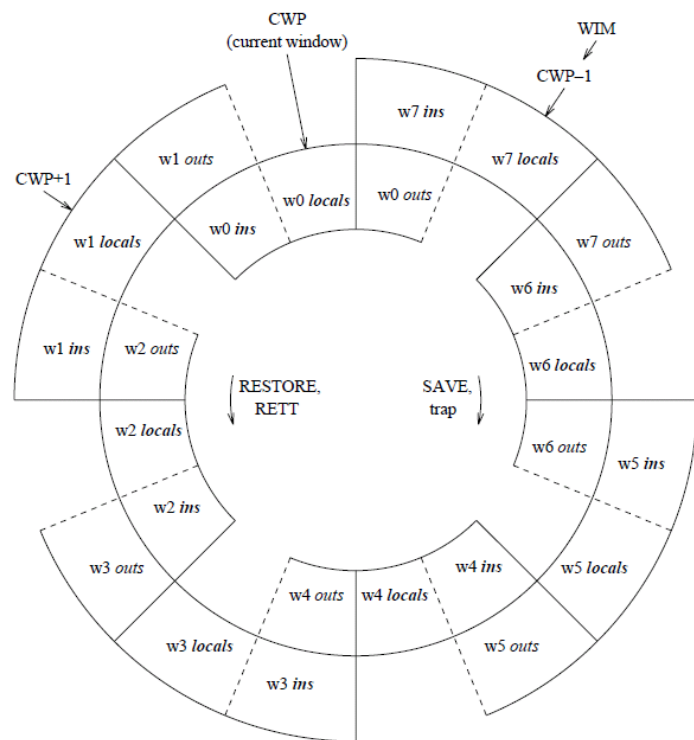 CWP
(current window)
WIM
CWP–1
w7 ins
w7 locals
w1 outs
w0 locals
w0 outs
CWP+1
w0 ins
w7 outs
w1 locals
w6 ins
w1 ins
w2 outs
w6 locals
RESTORE,
RETT
SAVE,
trap
w2 locals
w6 outs
w5 ins
w2 ins
w3 outs
w4 ins
w5 locals
w4 outs
w4 locals
w3 locals
w5 outs
w3 ins